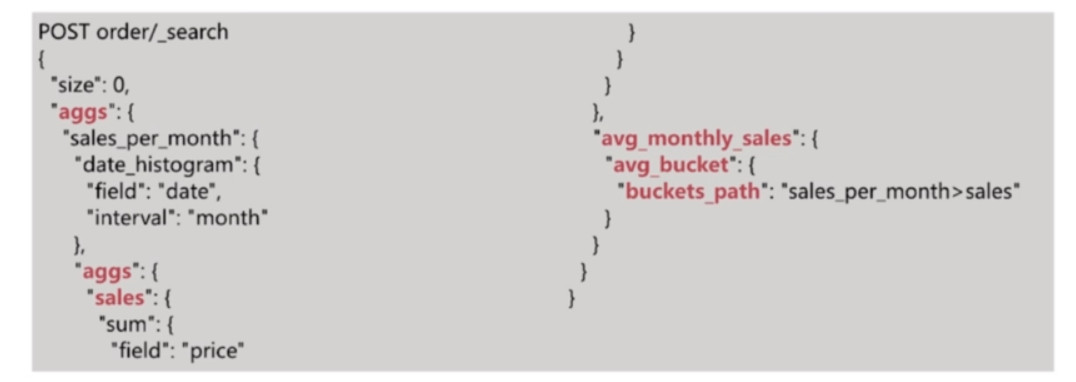 POST order/_search
{
"size": 0,
"aggs": {
"sales_per_month": {
"date_histogram": {
"field": "date",
"interval": "month"
},
"aggs": {
"sales": {
"sum": {
"field": "price"
}
}
}
},
"avg_monthly_sales": {
"avg_bucket": {
"buckets_path": "sales_per_month>sales"
}
}
}
}